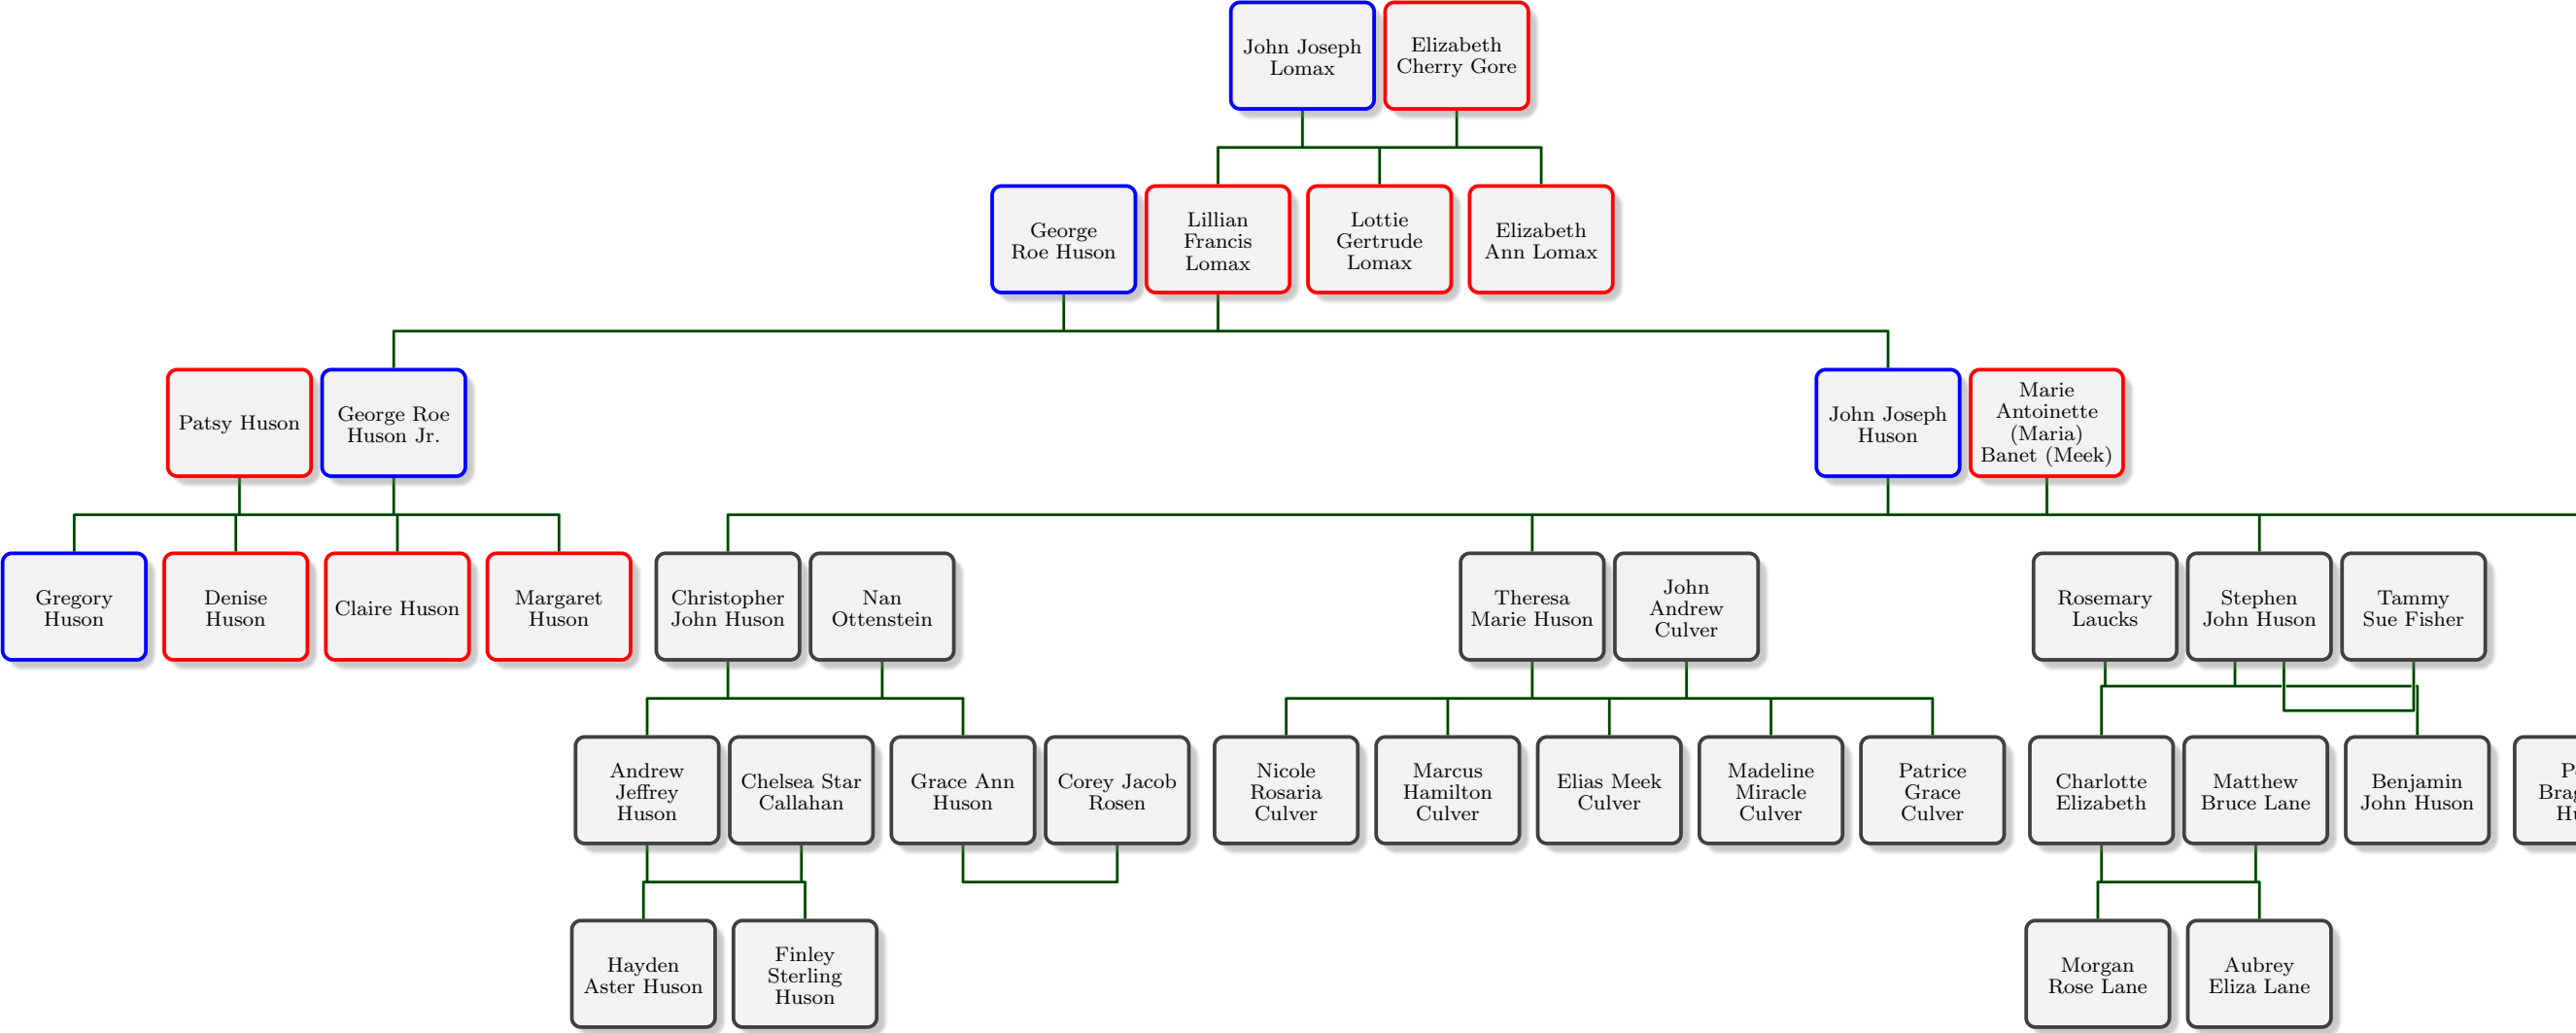 John Joseph
Lomax
Elizabeth
Cherry Gore
George
Roe Huson
Lillian
Francis
Lomax
Lottie
Gertrude
Lomax
Elizabeth
Ann Lomax
Patsy Huson
George Roe
Huson Jr.
John Joseph
Huson
Marie
Antoinette
(Maria)
Banet (Meek)
Gregory
Huson
Denise
Huson
Claire Huson
Margaret
Huson
Christopher
John Huson
Nan
Ottenstein
Theresa
Marie Huson
John
Andrew
Culver
Rosemary
Laucks
Stephen
John Huson
Tammy
Sue Fisher
Andrew
Jeffrey
Huson
Chelsea Star
Callahan
Grace Ann
Huson
Corey Jacob
Rosen
Nicole
Rosaria
Culver
Marcus
Hamilton
Culver
Elias Meek
Culver
Madeline
Miracle
Culver
Patrice
Grace
Culver
Charlotte
Elizabeth
Matthew
Bruce Lane
Benjamin
John Huson
Hayden
Aster Huson
Finley
Sterling
Huson
Morgan
Rose Lane
Aubrey
Eliza Lane